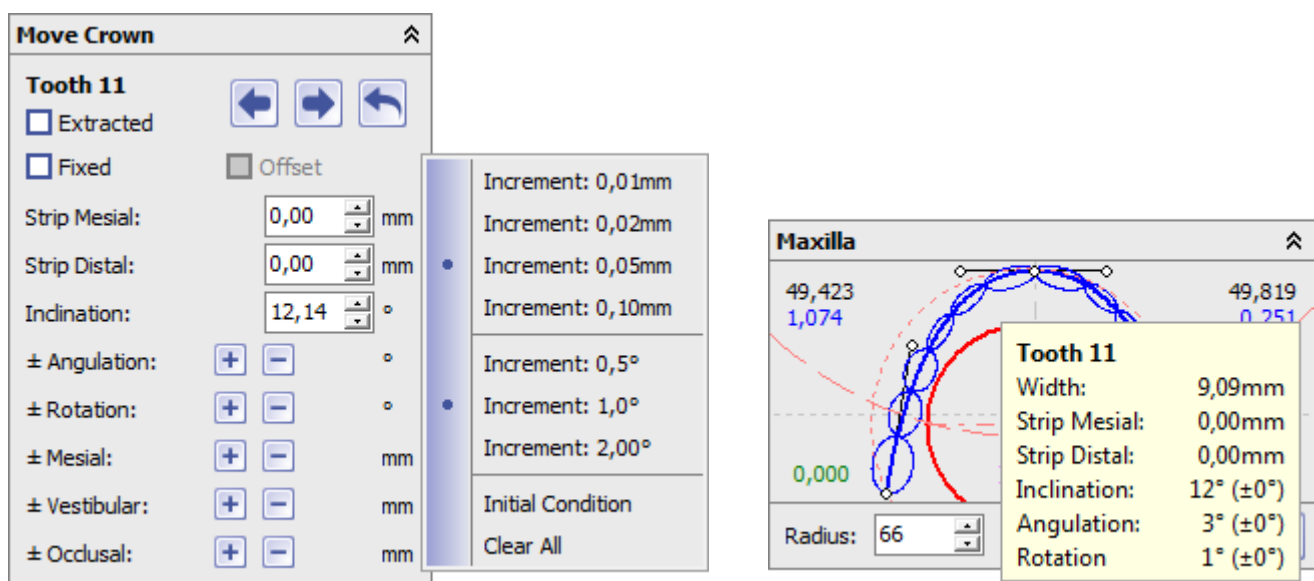 Move Crown
Tooth 11
Extracted
Fixed
Offset
Strip Mesial: 0,00 mm
Strip Distal: 0,00 mm
Inclination: 12,14 °
± Angulation: °
± Rotation: °
± Mesial: mm
± Vestibular: mm
± Occlusal: mm
Increment: 0,01mm
Increment: 0,02mm
Increment: 0,05mm
Increment: 0,10mm
Increment: 0,5°
Increment: 1,0°
Increment: 2,00°
Initial Condition
Clear All
Maxilla
49,423 49,819
1,074 0,251
0,000
Radius: 66
Tooth 11
Width: 9,09mm
Strip Mesial: 0,00mm
Strip Distal: 0,00mm
Inclination: 12° (±0°)
Angulation: 3° (±0°)
Rotation 1° (±0°)